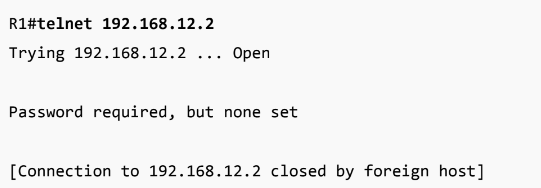 R1#telnet 192.168.12.2
Trying 192.168.12.2 ... Open
Password required, but none set
[Connection to 192.168.12.2 closed by foreign host]